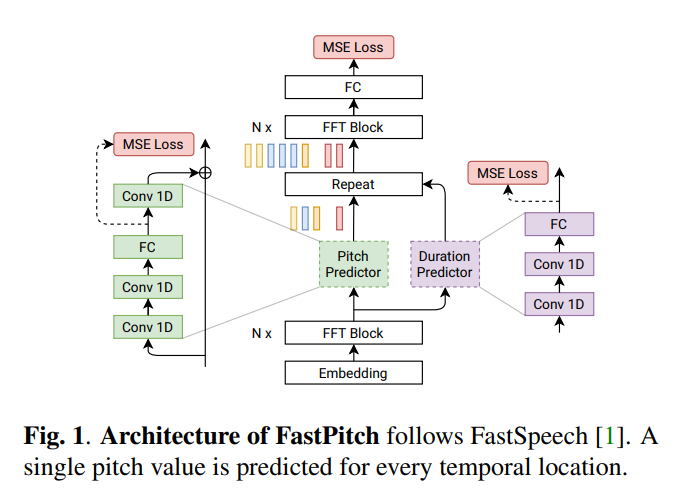 MSE Loss
FC
N x
FFT Block
Repeat
Pitch
Predictor
Duration
Predictor
N x
FFT Block
Embedding
MSE Loss
Conv 1D
FC
Conv 1D
Conv 1D
MSE Loss
FC
Conv 1D
Conv 1D
Fig. 1. Architecture of FastPitch follows FastSpeech [1]. A
single pitch value is predicted for every temporal location.